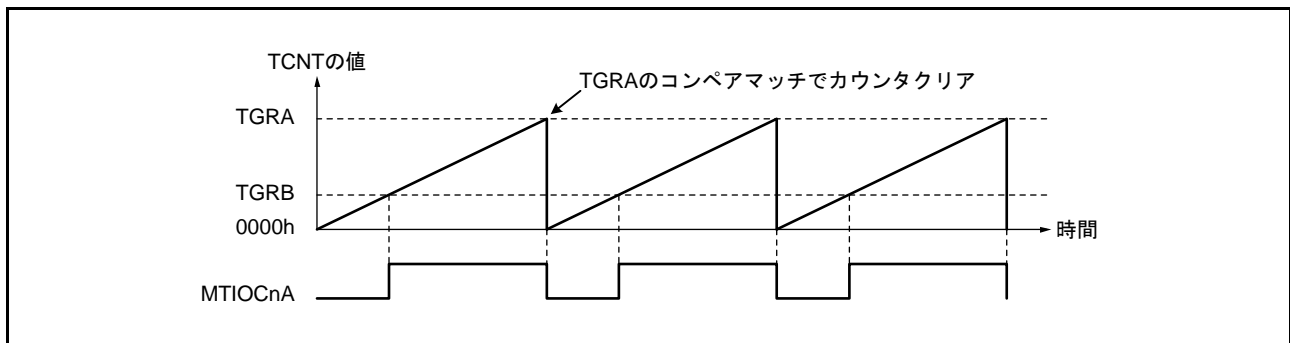 TCNTの値
TGRAのコンペアマッチでカウンタクリア
TGRA
TGRB
0000h
時間
MTIOCnA